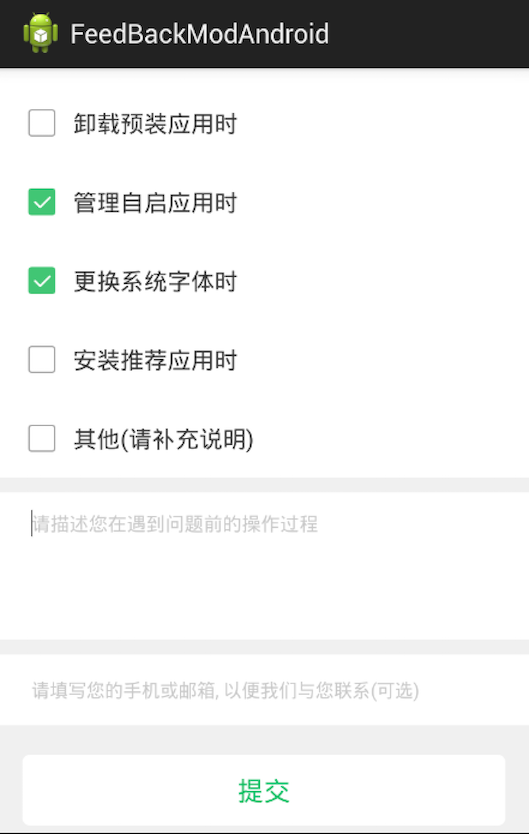 FeedBackModAndroid
卸载预装应用时
管理自启应用时
更换系统字体时
安装推荐应用时
其他(请补充说明)
请描述您在遇到问题前的操作过程
请填写您的手机或邮箱, 以便我们与您联系(可选)
提交